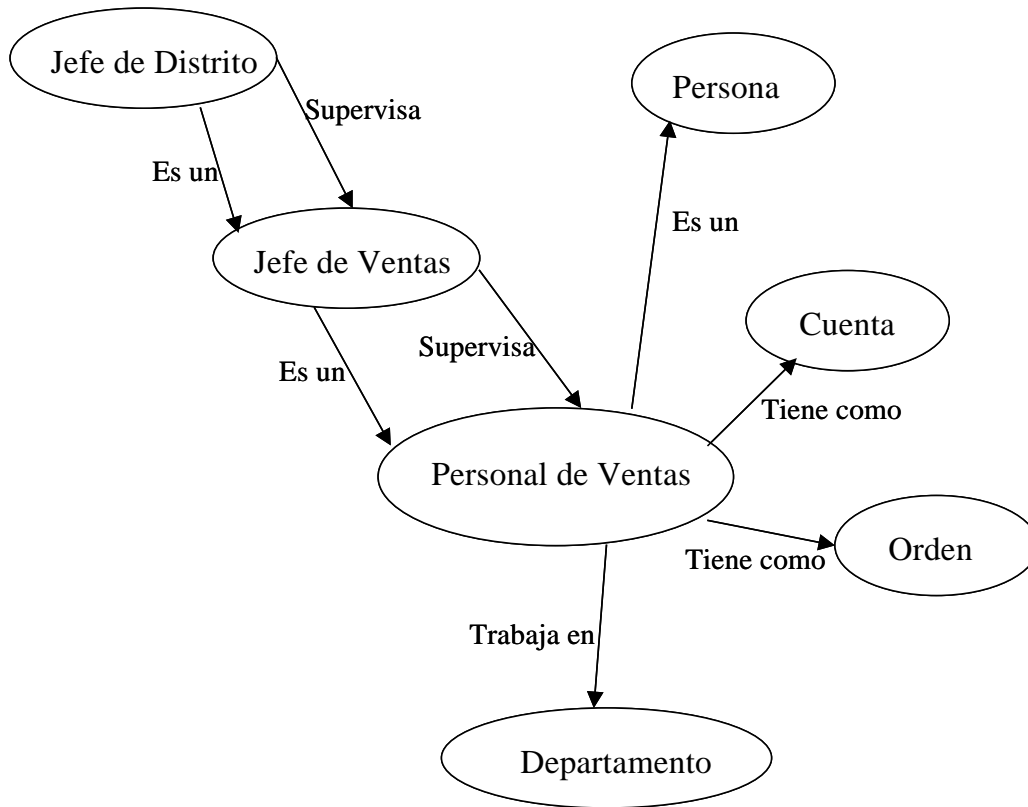 Jefe de Distrito
Persona
Supervisa
Es un
Es un
Jefe de Ventas
Cuenta
Supervisa
Es un
Tiene como
Personal de Ventas
Orden
Tiene como
Trabaja en
Departamento